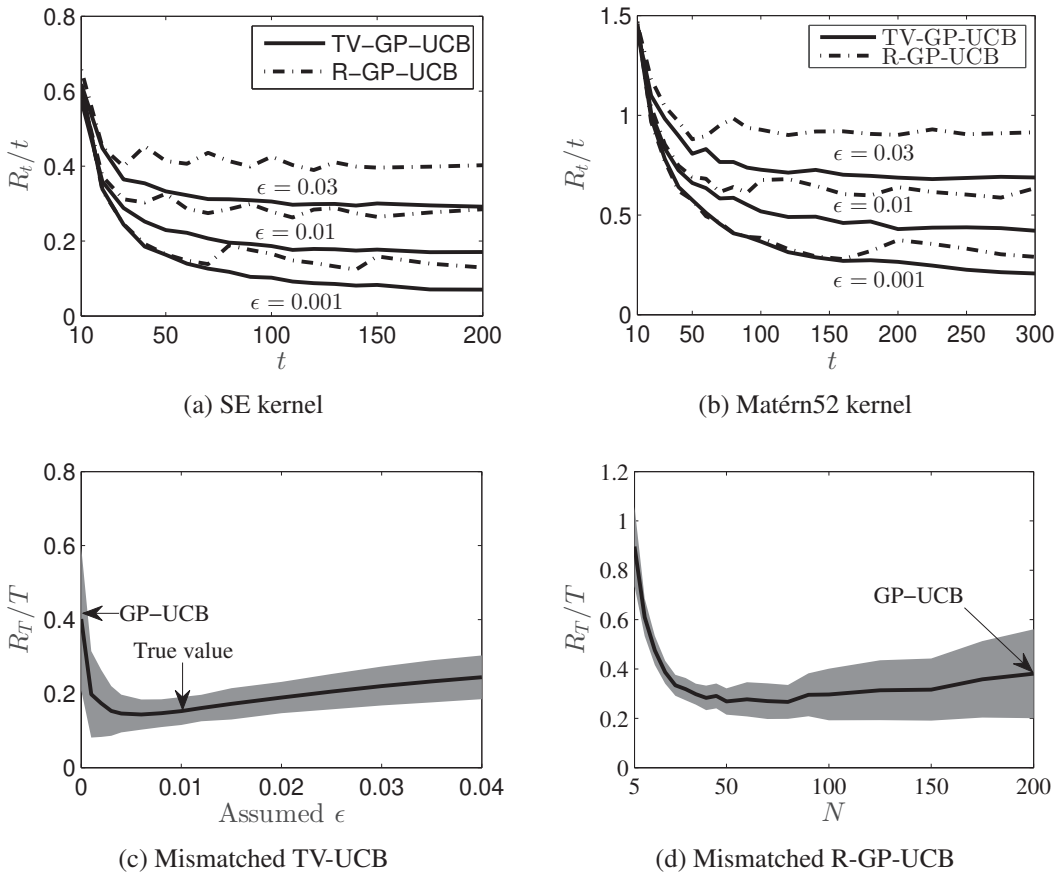 0.8
0.6
0.4
0.2
0
R_t/t
TV−GP−UCB
R−GP−UCB
ϵ = 0.03
ϵ = 0.01
ϵ = 0.001
10 50 100 150 200
t
(a) SE kernel
1.5
1
0.5
0
R_t/t
TV-GP-UCB
R-GP-UCB
ϵ = 0.03
ϵ = 0.01
ϵ = 0.001
10 50 100 150 200 250 300
t
(b) Matérn52 kernel
0.8
0.6
0.4
0.2
0
R_T/T
GP−UCB
True value
0 0.01 0.02 0.03 0.04
Assumed ϵ
(c) Mismatched TV-UCB
1.2
1
0.8
0.6
0.4
0.2
0
R_T/T
GP−UCB
5 50 100 150 200
N
(d) Mismatched R-GP-UCB